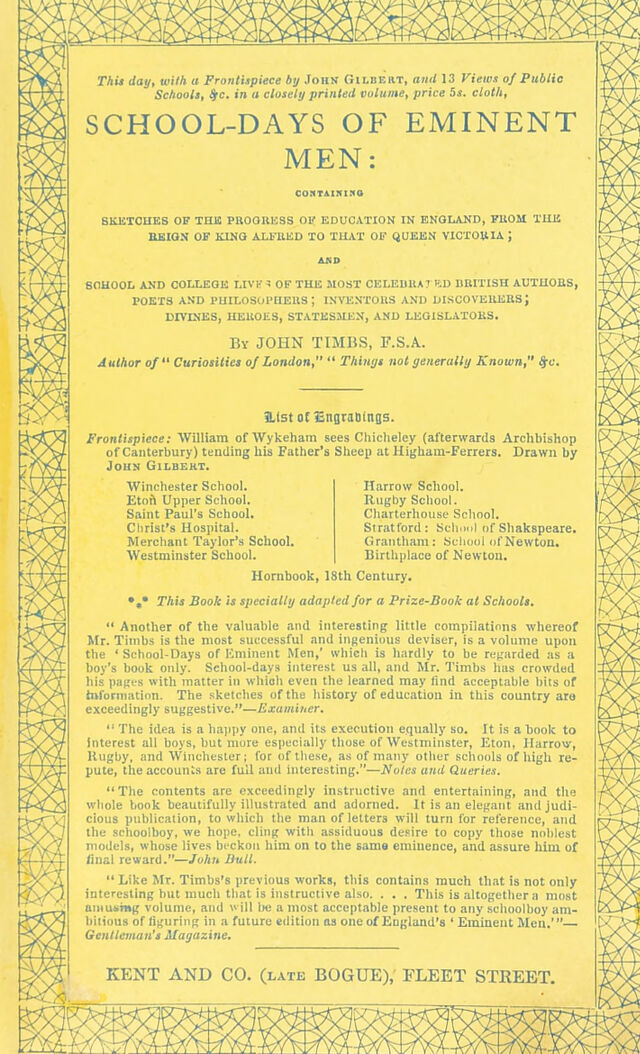 This day, with a Frontispiece by JOHN GILBERT, and 13 Views of Public
Schools, &c. in a closely printed volume, price 5s. cloth,
SCHOOL-DAYS OF EMINENT
MEN:
CONTAINING
SKETCHES OF THE PROGRESS OF EDUCATION IN ENGLAND, FROM THE
REIGN OF KING ALFRED TO THAT OF QUEEN VICTORIA;
AND
SCHOOL AND COLLEGE LIVES OF THE MOST CELEBRATED BRITISH AUTHORS,
POETS AND PHILOSOPHERS; INVENTORS AND DISCOVERERS;
DIVINES, HEROES, STATESMEN, AND LEGISLATORS.
BY JOHN TIMBS, F.S.A.
Author of "Curiosities of London," "Things not generally Known," &c.
List of Engravings.
Frontispiece: William of Wykeham sees Chicheley (afterwards Archbishop
of Canterbury) tending his Father's Sheep at Higham-Ferrers. Drawn by
JOHN GILBERT.
Winchester School.
Eton Upper School.
Saint Paul's School.
Christ's Hospital.
Merchant Taylor's School.
Westminster School.
Harrow School.
Rugby School.
Charterhouse School.
Stratford: School of Shakspeare.
Grantham: School of Newton.
Birthplace of Newton.
Hornbook, 18th Century.
*** This Book is specially adapted for a Prize-Book at Schools.
"Another of the valuable and interesting little compilations whereof
Mr. Timbs is the most successful and ingenious deviser, is a volume upon
the 'School-Days of Eminent Men,' which is hardly to be regarded as a
boy's book only. School-days interest us all, and Mr. Timbs has crowded
his pages with matter in which even the learned may find acceptable bits of
information. The sketches of the history of education in this country are
exceedingly suggestive."—Examiner.
"The idea is a happy one, and its execution equally so. It is a book to
interest all boys, but more especially those of Westminster, Eton, Harrow,
Rugby, and Winchester; for of these, as of many other schools of high re-
pute, the accounts are full and interesting."—Notes and Queries.
"The contents are exceedingly instructive and entertaining, and the
whole book beautifully illustrated and adorned. It is an elegant and judi-
cious publication, to which the man of letters will turn for reference, and
the schoolboy, we hope, cling with assiduous desire to copy those noblest
models, whose lives beckon him on to the same eminence, and assure him of
final reward."—John Bull.
"Like Mr. Timbs's previous works, this contains much that is not only
interesting but much that is instructive also. . . . This is altogether a most
amusing volume, and will be a most acceptable present to any schoolboy am-
bitious of figuring in a future edition as one of England's 'Eminent Men.'"—
Gentleman's Magazine.
KENT AND CO. (LATE BOGUE), FLEET STREET.